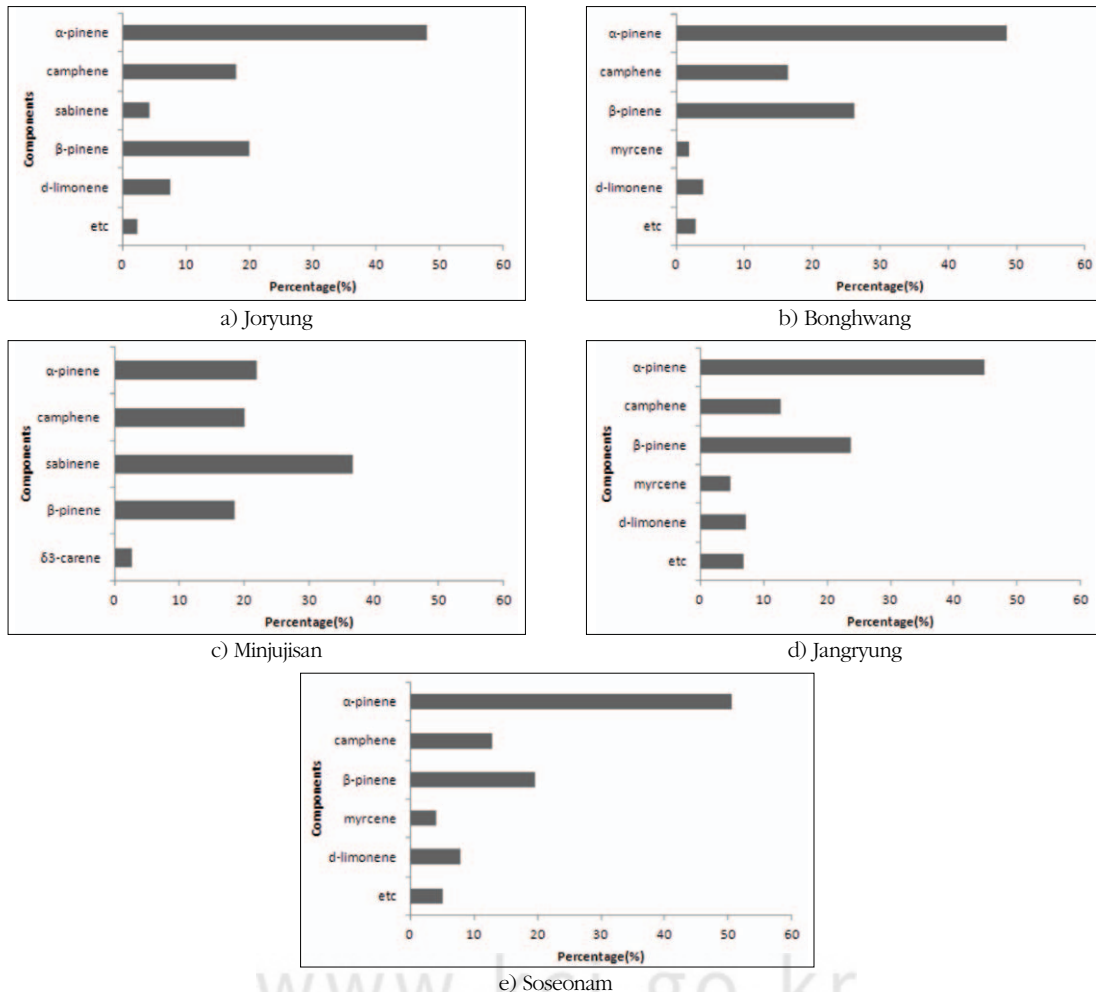 α-pinene
camphene
sabinene
β-pinene
d-limonene
etc
Components
0 10 20 30 40 50 60
Percentage(%)
a) Joryung
α-pinene
camphene
β-pinene
myrcene
d-limonene
etc
Components
0 10 20 30 40 50 60
Percentage(%)
b) Bonghwang
α-pinene
camphene
sabinene
β-pinene
δ3-carene
Components
0 10 20 30 40 50 60
Percentage(%)
c) Minjujisan
α-pinene
camphene
β-pinene
myrcene
d-limonene
etc
Components
0 10 20 30 40 50 60
Percentage(%)
d) Jangryung
α-pinene
camphene
β-pinene
myrcene
d-limonene
etc
Components
0 10 20 30 40 50 60
Percentage(%)
e) Soseonam